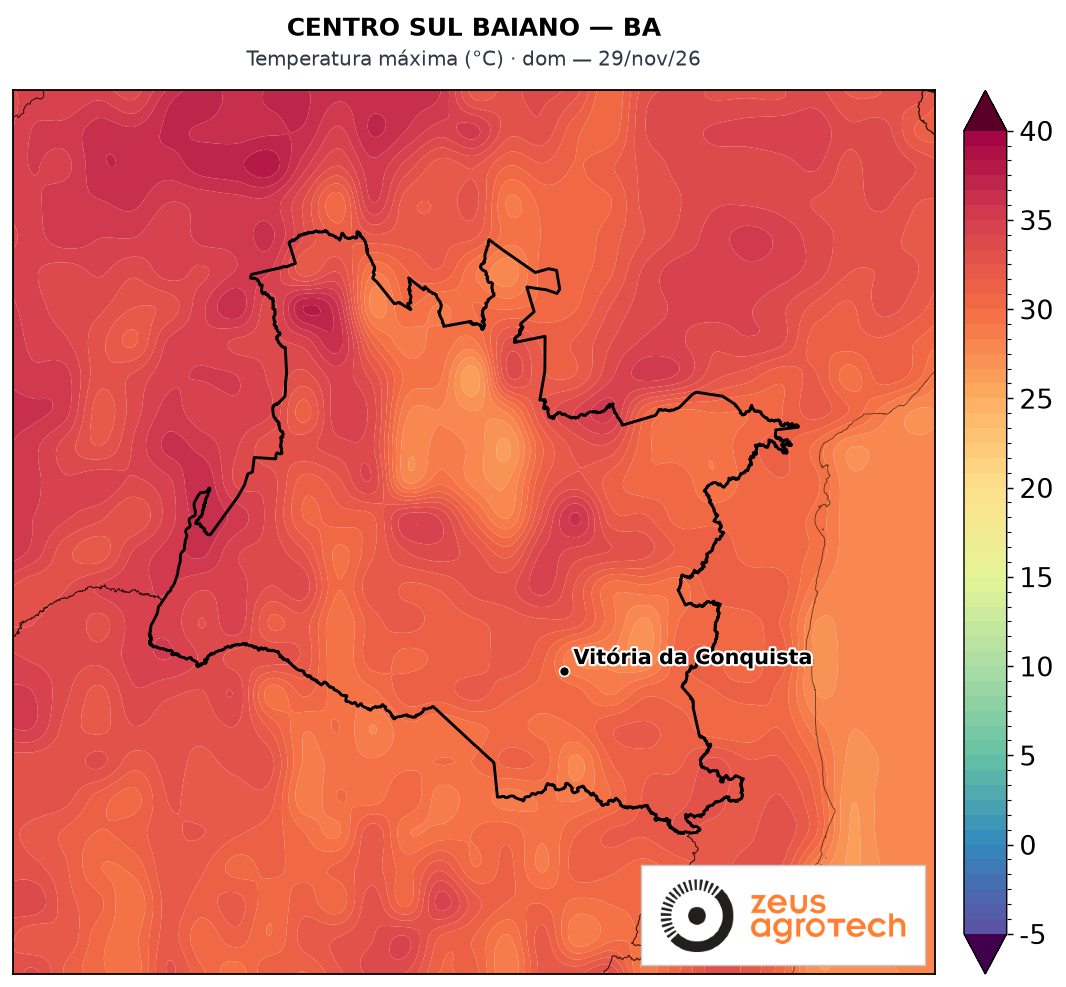 CENTRO SUL BAIANO — BA
Temperatura máxima (°C) · dom — 29/nov/26
40
35
30
25
20
15
10
5
0
-5
Vitória da Conquista
zeus
agrotech